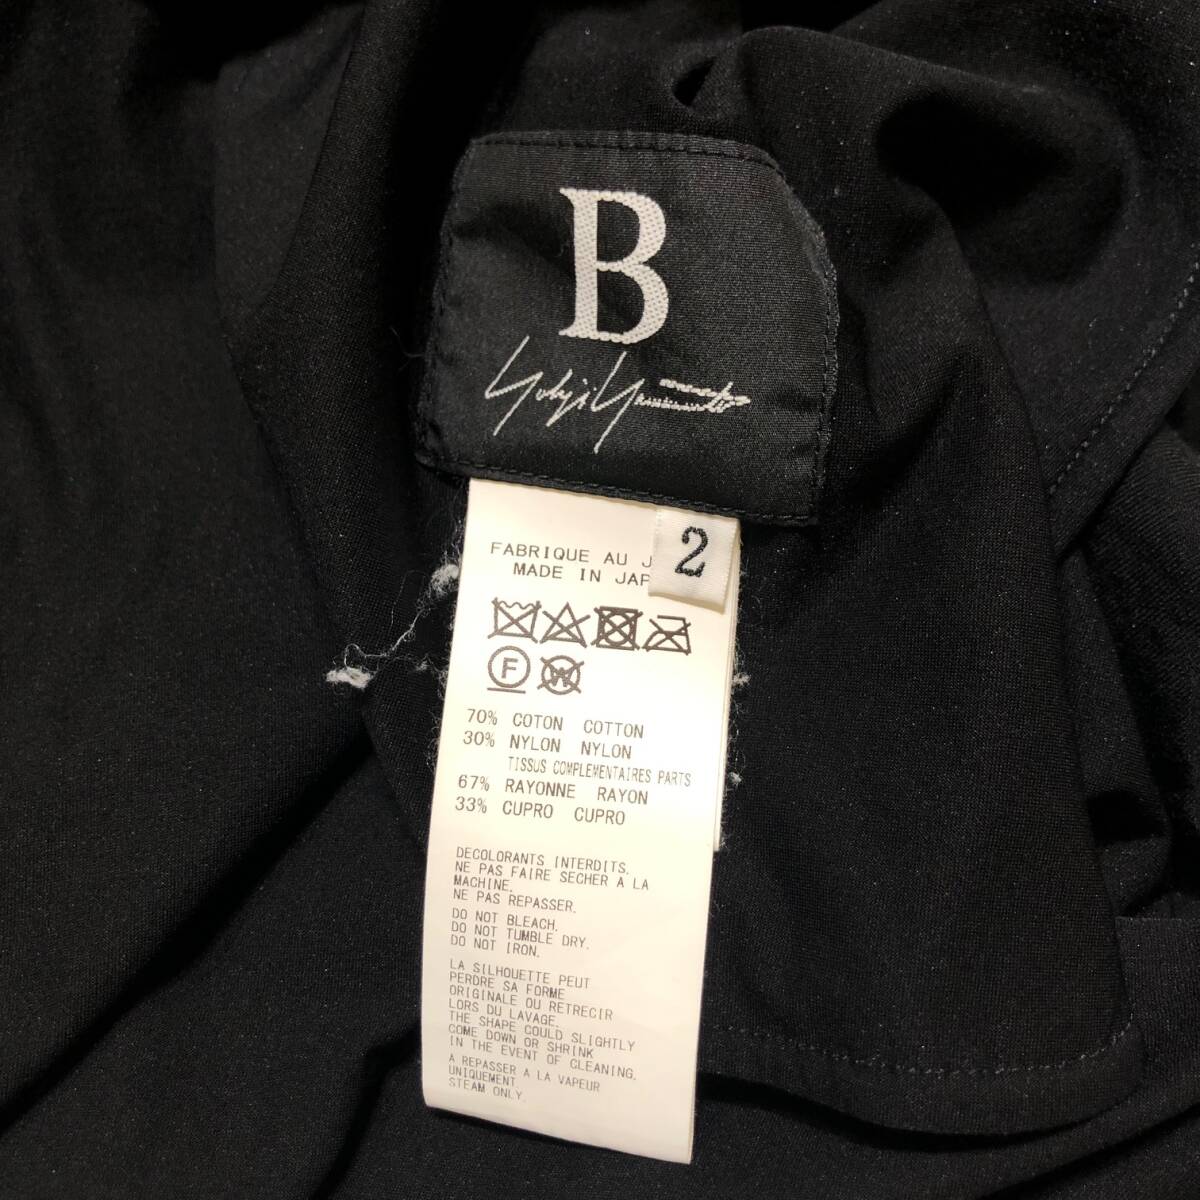 B
Yohji Yamamoto
2
FABRIQUE AU J
MADE IN JAP
F
W
70% COTON COTTON
30% NYLON NYLON
TISSUS COMPLEMENTAIRES PARTS
67% RAYONNE RAYON
33% CUPRO CUPRO
DECOLORANTS INTERDITS.
NE PAS FAIRE SECHER A LA
MACHINE.
NE PAS REPASSER.
DO NOT BLEACH.
DO NOT TUMBLE DRY.
DO NOT IRON.
LA SILHOUETTE PEUT
PERDRE SA FORME
ORIGINALE OU RETRECIR
LORS DU LAVAGE.
THE SHAPE COULD SLIGHTLY
COME DOWN OR SHRINK
IN THE EVENT OF CLEANING.
A REPASSER A LA VAPEUR
UNIQUEMENT.
STEAM ONLY.